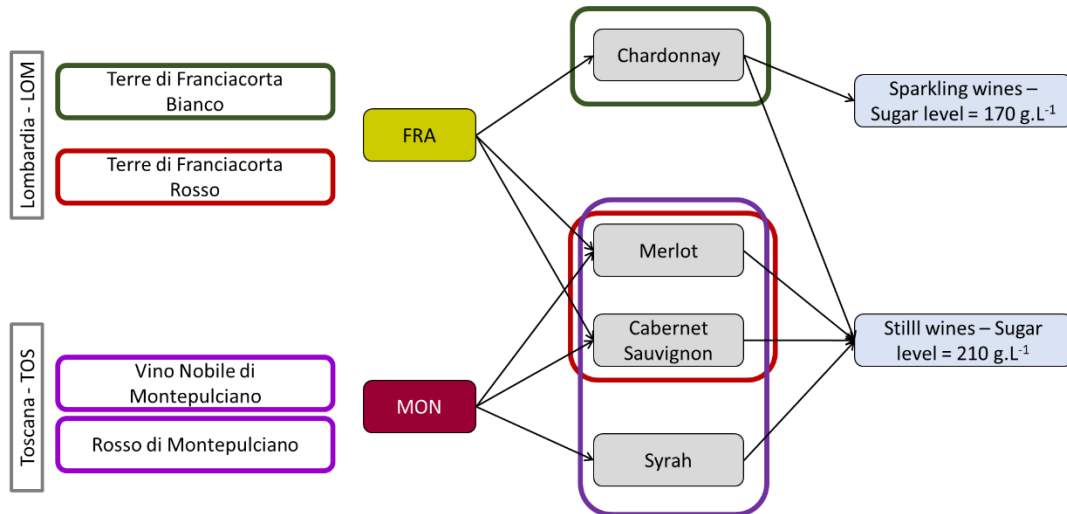 Lombardia - LOM
Terre di Franciacorta
Bianco
Terre di Franciacorta
Rosso
FRA
Chardonnay
Sparkling wines –
Sugar level = 170 g.L-1
Merlot
Cabernet
Sauvignon
Stilll wines – Sugar
level = 210 g.L-1
Toscana - TOS
Vino Nobile di
Montepulciano
Rosso di Montepulciano
MON
Syrah